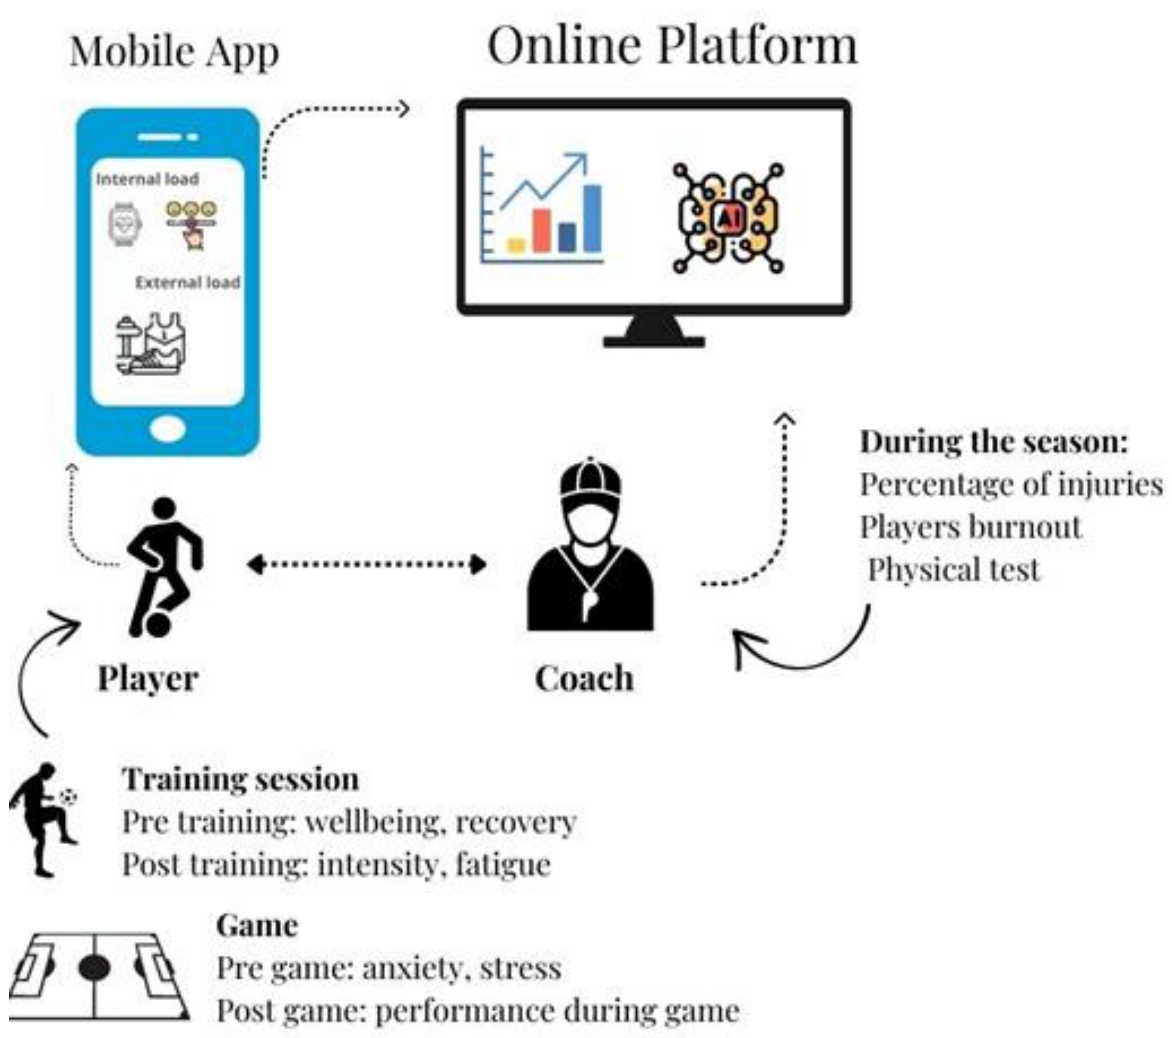 Mobile App
Online Platform
Internal load
External load
AI
During the season:
Percentage of injuries
Players burnout
Physical test
Player
Coach
Training session
Pre training: wellbeing, recovery
Post training: intensity, fatigue
Game
Pre game: anxiety, stress
Post game: performance during game